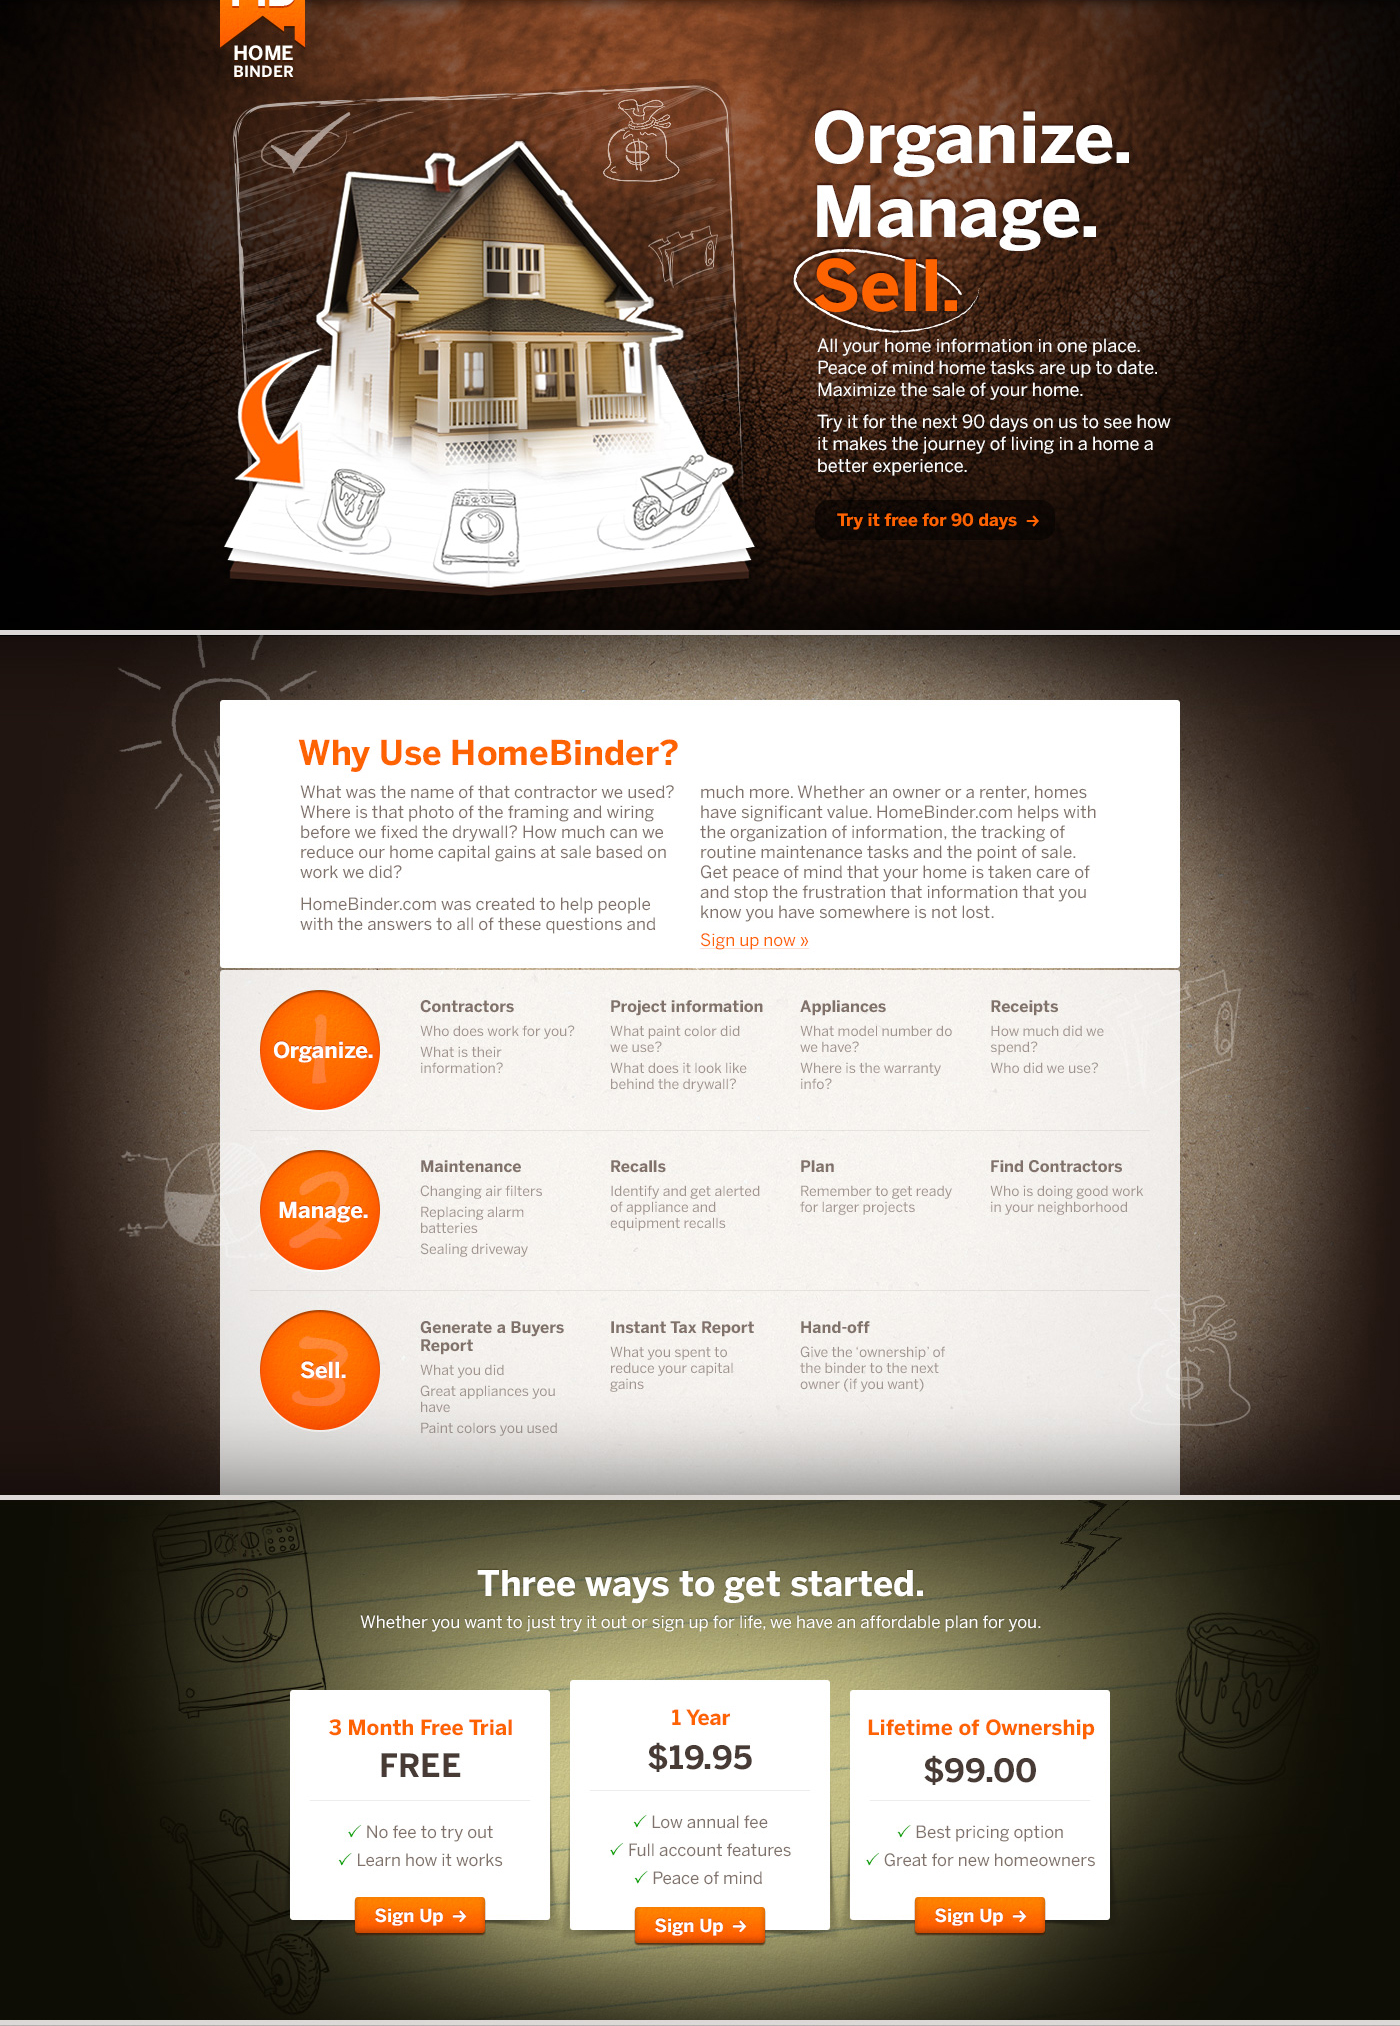 HOME
BINDER
Organize.
Manage.
Sell.
All your home information in one place.
Peace of mind home tasks are up to date.
Maximize the sale of your home.
Try it for the next 90 days on us to see how
it makes the journey of living in a home a
better experience.
Try it free for 90 days →
Why Use HomeBinder?
What was the name of that contractor we used?
Where is that photo of the framing and wiring
before we fixed the drywall? How much can we
reduce our home capital gains at sale based on
work we did?
HomeBinder.com was created to help people
with the answers to all of these questions and
much more. Whether an owner or a renter, homes
have significant value. HomeBinder.com helps with
the organization of information, the tracking of
routine maintenance tasks and the point of sale.
Get peace of mind that your home is taken care of
and stop the frustration that information that you
know you have somewhere is not lost.
Sign up now »
1
Organize.
Contractors
Who does work for you?
What is their
information?
Project information
What paint color did
we use?
What does it look like
behind the drywall?
Appliances
What model number do
we have?
Where is the warranty
info?
Receipts
How much did we
spend?
Who did we use?
2
Manage.
Maintenance
Changing air filters
Replacing alarm
batteries
Sealing driveway
Recalls
Identify and get alerted
of appliance and
equipment recalls
Plan
Remember to get ready
for larger projects
Find Contractors
Who is doing good work
in your neighborhood
3
Sell.
Generate a Buyers
Report
What you did
Great appliances you
have
Paint colors you used
Instant Tax Report
What you spent to
reduce your capital
gains
Hand-off
Give the ‘ownership’ of
the binder to the next
owner (if you want)
$
Three ways to get started.
Whether you want to just try it out or sign up for life, we have an affordable plan for you.
3 Month Free Trial
FREE
✓ No fee to try out
✓ Learn how it works
Sign Up →
1 Year
$19.95
✓ Low annual fee
✓ Full account features
✓ Peace of mind
Sign Up →
Lifetime of Ownership
$99.00
✓ Best pricing option
✓ Great for new homeowners
Sign Up →